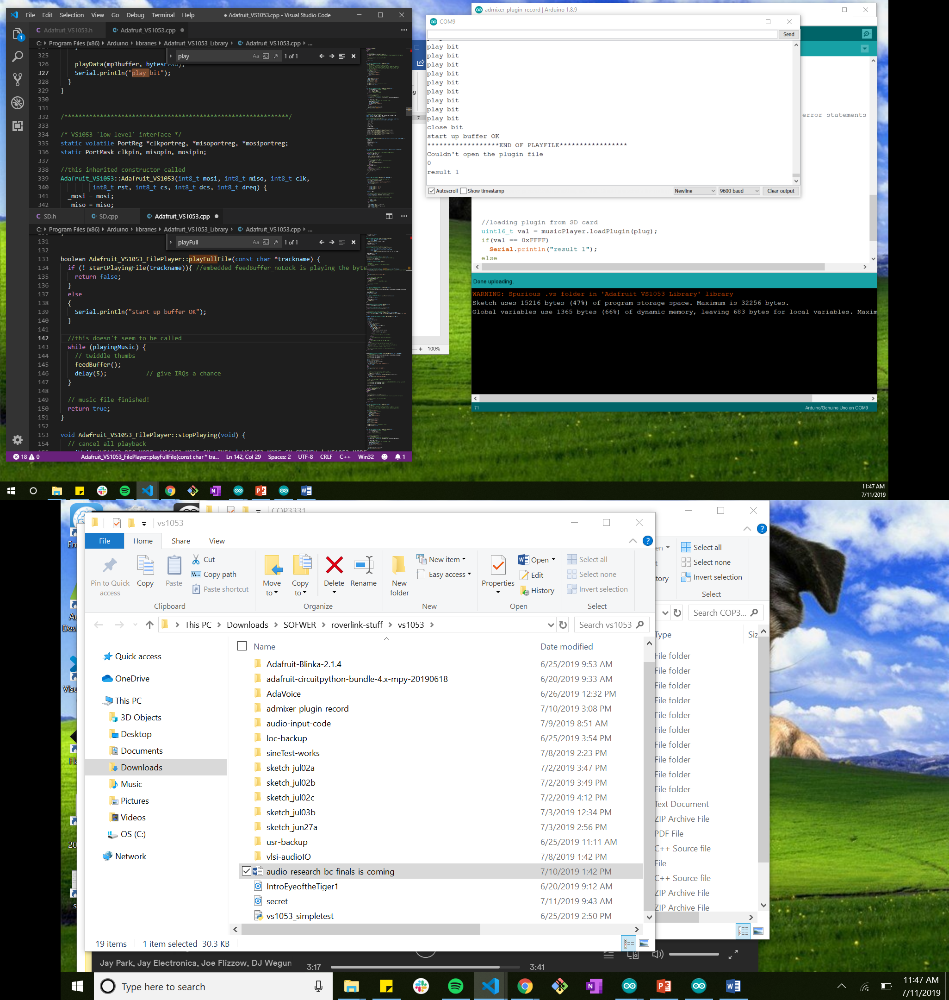 File Edit Selection View Go Debug Terminal Help ● Adafruit_VS1053.cpp - Visual Studio Code
Adafruit_VS1053.h Adafruit_VS1053.cpp ●
C: › Program Files (x86) › Arduino › libraries › Adafruit_VS1053_Library › Adafruit_VS1053.cpp › ...
play 1 of 1
325
326 playData(mp3buffer, bytesread);
327 Serial.println("play bit");
328 }
329 }
330
331
332 /***************************************************************/
333
334 /* VS1053 'low level' interface */
335 static volatile PortReg *clkportreg, *misoportreg, *mosiportreg;
336 static PortMask clkpin, misopin, mosipin;
337
338 //this inherited constructor called
339 Adafruit_VS1053::Adafruit_VS1053(int8_t mosi, int8_t miso, int8_t clk,
340 int8_t rst, int8_t cs, int8_t dcs, int8_t dreq) {
341 _mosi = mosi;
342 _miso = miso;
SD.h SD.cpp Adafruit_VS1053.cpp ●
C: › Program Files (x86) › Arduino › libraries › Adafruit_VS1053_Library › Adafruit_VS1053.cpp › ...
playFull 1 of 1
131
132
133 boolean Adafruit_VS1053_FilePlayer::playFullFile(const char *trackname) {
134 if (! startPlayingFile(trackname)){ //embedded feedBuffer_noLock is playing the byte
135 return false;
136 }
137 else
138 {
139 Serial.println("start up buffer OK");
140 }
141
142 //this doesn't seem to be called
143 while (playingMusic) {
144 // twiddle thumbs
145 feedBuffer();
146 delay(5); // give IRQs a chance
147 }
148
149 // music file finished!
150 return true;
151 }
152
153 void Adafruit_VS1053_FilePlayer::stopPlaying(void) {
154 // cancel all playback
18 0 Adafruit_VS1053_FilePlayer::playFullFile(const char * tra... Ln 142, Col 29 Spaces: 2 UTF-8 CRLF C++ Win32 1
100%
admixer-plugin-record | Arduino 1.8.9
COM9
Send
play bit
play bit
play bit
play bit
play bit
play bit
play bit
play bit
play bit
close bit
start up buffer OK
******************END OF PLAYFILE*****************
Couldn't open the plugin file
0
result 1
Autoscroll Show timestamp Newline 9600 baud Clear output
error statements
//loading plugin from SD card
uint16_t val = musicPlayer.loadPlugin(plug);
if(val == 0xFFFF)
Serial.println("result 1");
else
Done uploading.
WARNING: Spurious .vs folder in 'Adafruit VS1053 Library' library
Sketch uses 15216 bytes (47%) of program storage space. Maximum is 32256 bytes.
Global variables use 1365 bytes (66%) of dynamic memory, leaving 683 bytes for local variables. Maxim
71 Arduino/Genuino Uno on COM9
11:47 AM
7/11/2019
COP3331
vs1053
File Home Share View
Pin to Quick access Copy Paste Cut Copy path Paste shortcut
Move to Copy to Delete Rename New folder New item Easy access
Properties Open Edit History Select all Select none Invert selection
Clipboard Organize New Open Select
Select all
Select none
Invert selection
Select
This PC › Downloads › SOFWER › roverlink-stuff › vs1053 › Search vs1053
Search COP3...
Name Date modified
Type Siz
Quick access
OneDrive
This PC
3D Objects
Desktop
Documents
Downloads
Music
Pictures
Videos
OS (C:)
Network
Adafruit-Blinka-2.1.4 6/25/2019 9:53 AM
adafruit-circuitpython-bundle-4.x-mpy-20190618 6/20/2019 9:33 AM
AdaVoice 6/26/2019 12:32 PM
admixer-plugin-record 7/10/2019 3:08 PM
audio-input-code 7/9/2019 8:51 AM
loc-backup 6/25/2019 3:54 PM
sineTest-works 7/8/2019 2:23 PM
sketch_jul02a 7/2/2019 3:47 PM
sketch_jul02b 7/2/2019 3:49 PM
sketch_jul02c 7/2/2019 4:12 PM
sketch_jul03b 7/3/2019 12:34 PM
sketch_jun27a 7/3/2019 2:56 PM
usr-backup 6/25/2019 11:11 AM
vlsi-audioIO 7/8/2019 1:42 PM
audio-research-bc-finals-is-coming 7/10/2019 1:42 PM
IntroEyeoftheTiger1 6/20/2019 9:12 AM
secret 7/11/2019 9:43 AM
vs1053_simpletest 6/25/2019 2:50 PM
File folder
File folder
File folder
File folder
File folder
File folder
File folder
File folder
File folder
File folder
Text Document
ZIP Archive File
PDF File
C++ Source file
File
C++ Source file
ZIP Archive File
ZIP Archive File
19 items 1 item selected 30.3 KB
Jay Park, Jay Electronica, Joe Flizzow, DJ Wegun
3:17 3:41
Type here to search
11:47 AM
7/11/2019